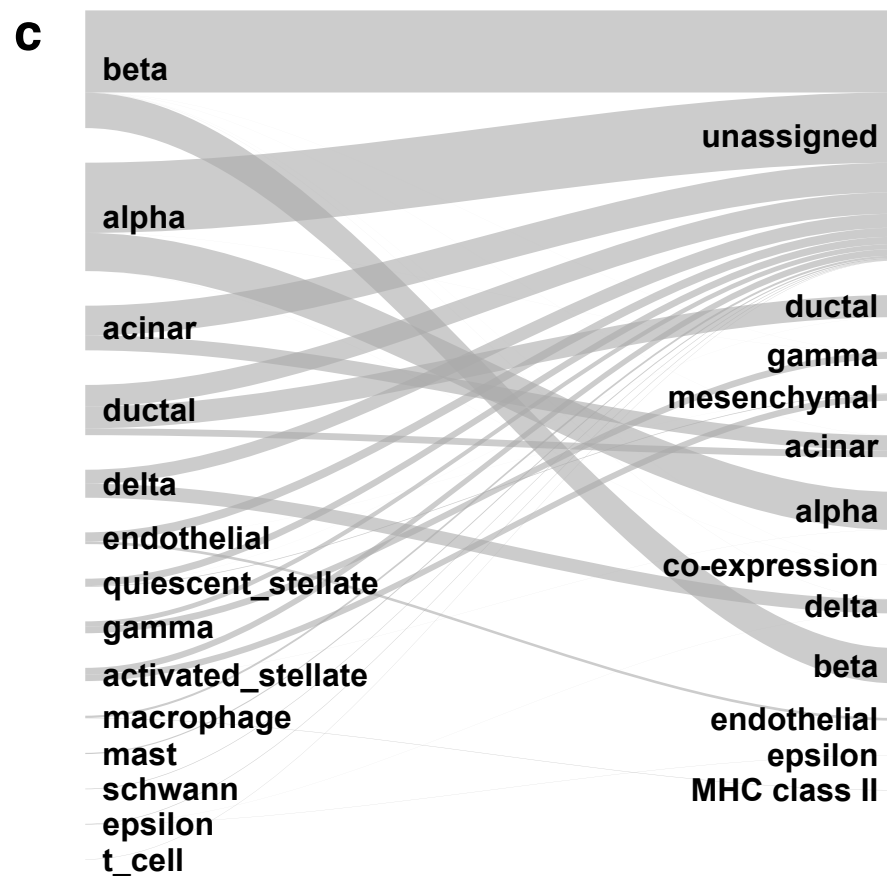 c
beta
alpha
acinar
ductal
delta
endothelial
quiescent_stellate
gamma
activated_stellate
macrophage
mast
schwann
epsilon
t_cell
unassigned
ductal
gamma
mesenchymal
acinar
alpha
co-expression
delta
beta
endothelial
epsilon
MHC class II